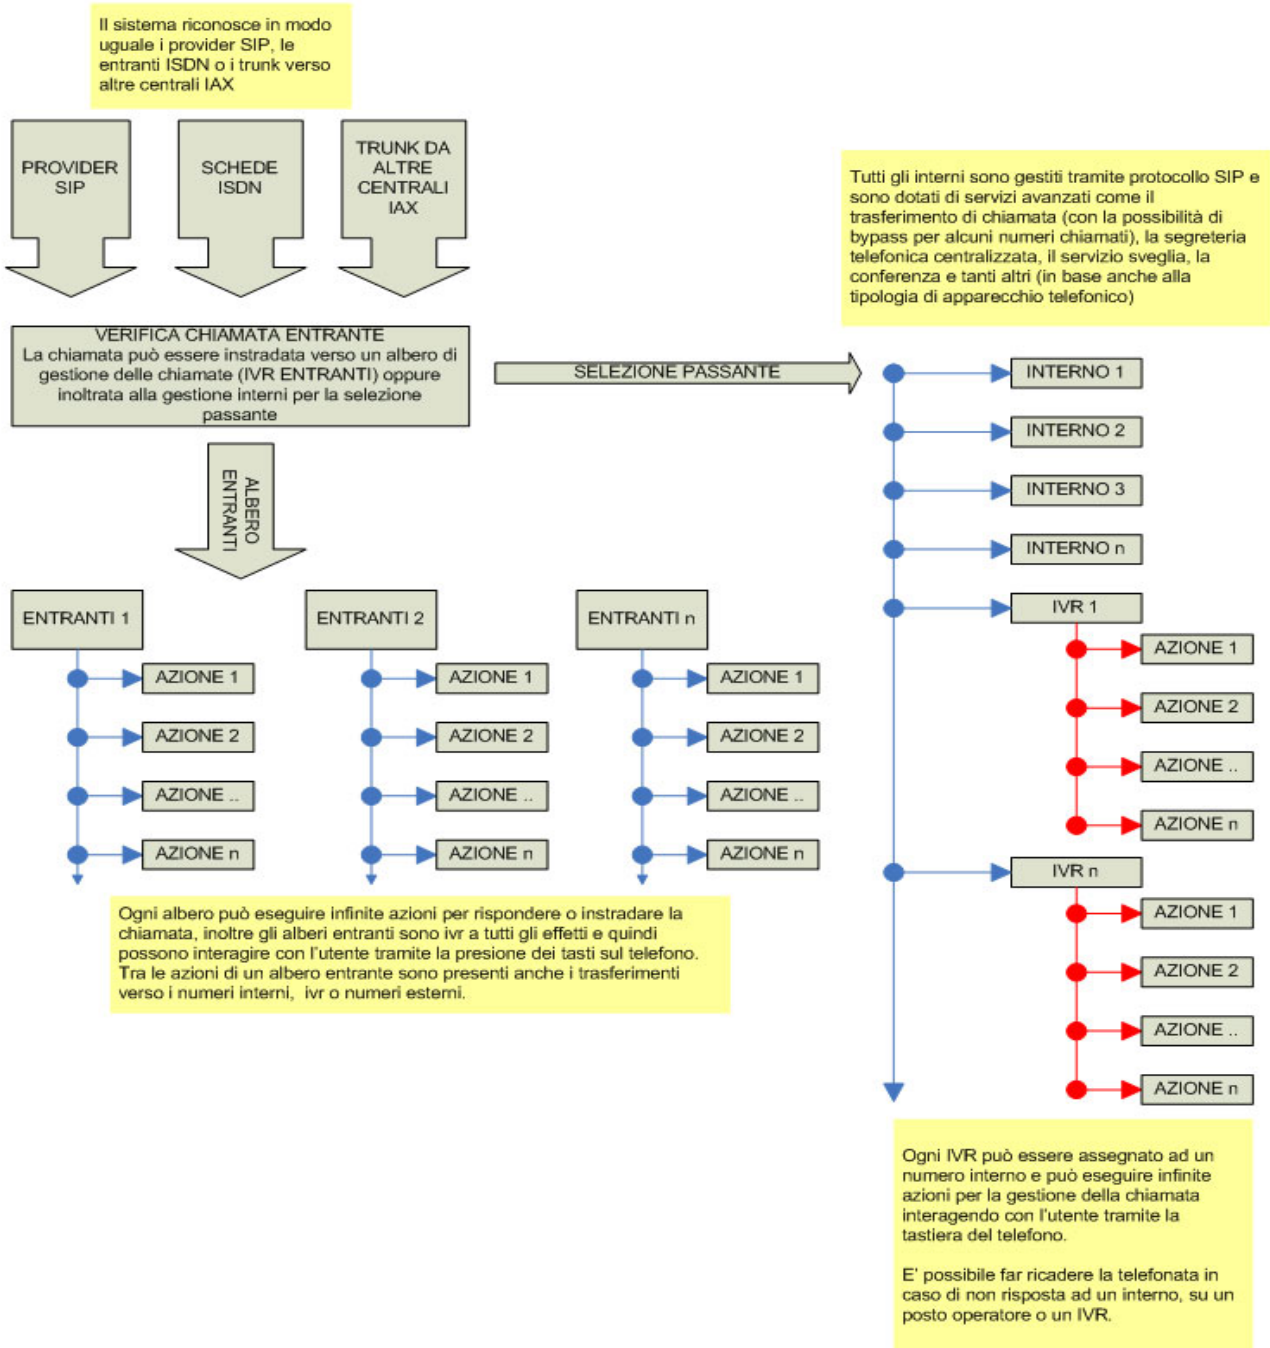 Il sistema riconosce in modo
uguale i provider SIP, le
entranti ISDN o i trunk verso
altre centrali IAX
PROVIDER
SIP
SCHEDE
ISDN
TRUNK DA
ALTRE
CENTRALI
IAX
Tutti gli interni sono gestiti tramite protocollo SIP e
sono dotati di servizi avanzati come il
trasferimento di chiamata (con la possibilità di
bypass per alcuni numeri chiamati), la segreteria
telefonica centralizzata, il servizio sveglia, la
conferenza e tanti altri (in base anche alla
tipologia di apparecchio telefonico)
VERIFICA CHIAMATA ENTRANTE
La chiamata può essere instradata verso un albero di
gestione delle chiamate (IVR ENTRANTI) oppure
inoltrata alla gestione interni per la selezione
passante
SELEZIONE PASSANTE
ALBERO
ENTRANTI
ENTRANTI 1
AZIONE 1
AZIONE 2
AZIONE ..
AZIONE n
ENTRANTI 2
AZIONE 1
AZIONE 2
AZIONE ..
AZIONE n
ENTRANTI n
AZIONE 1
AZIONE 2
AZIONE ..
AZIONE n
Ogni albero può eseguire infinite azioni per rispondere o instradare la
chiamata, inoltre gli alberi entranti sono ivr a tutti gli effetti e quindi
possono interagire con l'utente tramite la presione dei tasti sul telefono.
Tra le azioni di un albero entrante sono presenti anche i trasferimenti
verso i numeri interni, ivr o numeri esterni.
INTERNO 1
INTERNO 2
INTERNO 3
INTERNO n
IVR 1
AZIONE 1
AZIONE 2
AZIONE ..
AZIONE n
IVR n
AZIONE 1
AZIONE 2
AZIONE ..
AZIONE n
Ogni IVR può essere assegnato ad un
numero interno e può eseguire infinite
azioni per la gestione della chiamata
interagendo con l'utente tramite la
tastiera del telefono.
E' possibile far ricadere la telefonata in
caso di non risposta ad un interno, su un
posto operatore o un IVR.